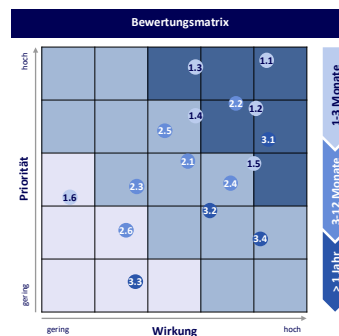 Bewertungsmatrix
hoch
Priorität
gering
1.1
1.3
2.2
1.2
1.4
2.5
3.1
2.1
1.5
2.4
2.3
1.6
3.2
2.6
3.4
3.3
gering
Wirkung
hoch
1-3 Monate
3-12 Monate
> 1 Jahr